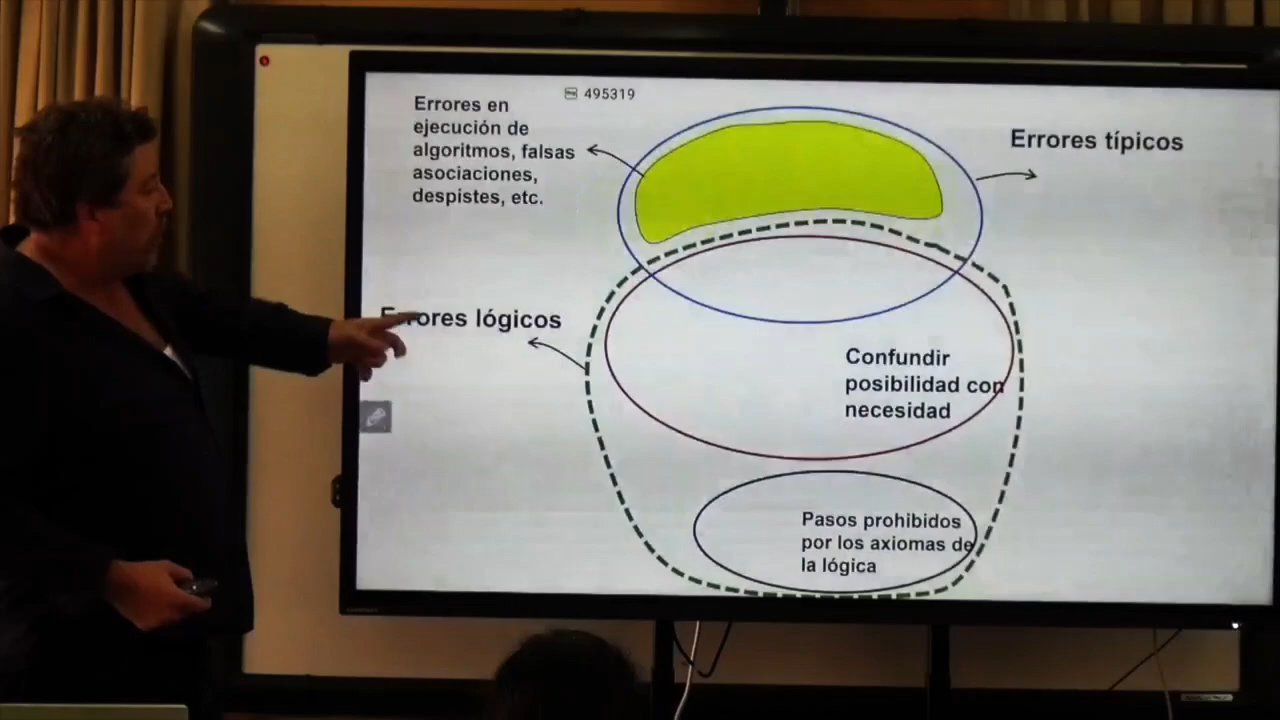 495319
Errores en
ejecución de
algoritmos, falsas
asociaciones,
despistes, etc.
Errores típicos
Errores lógicos
Confundir
posibilidad con
necesidad
Pasos prohibidos
por los axiomas de
la lógica